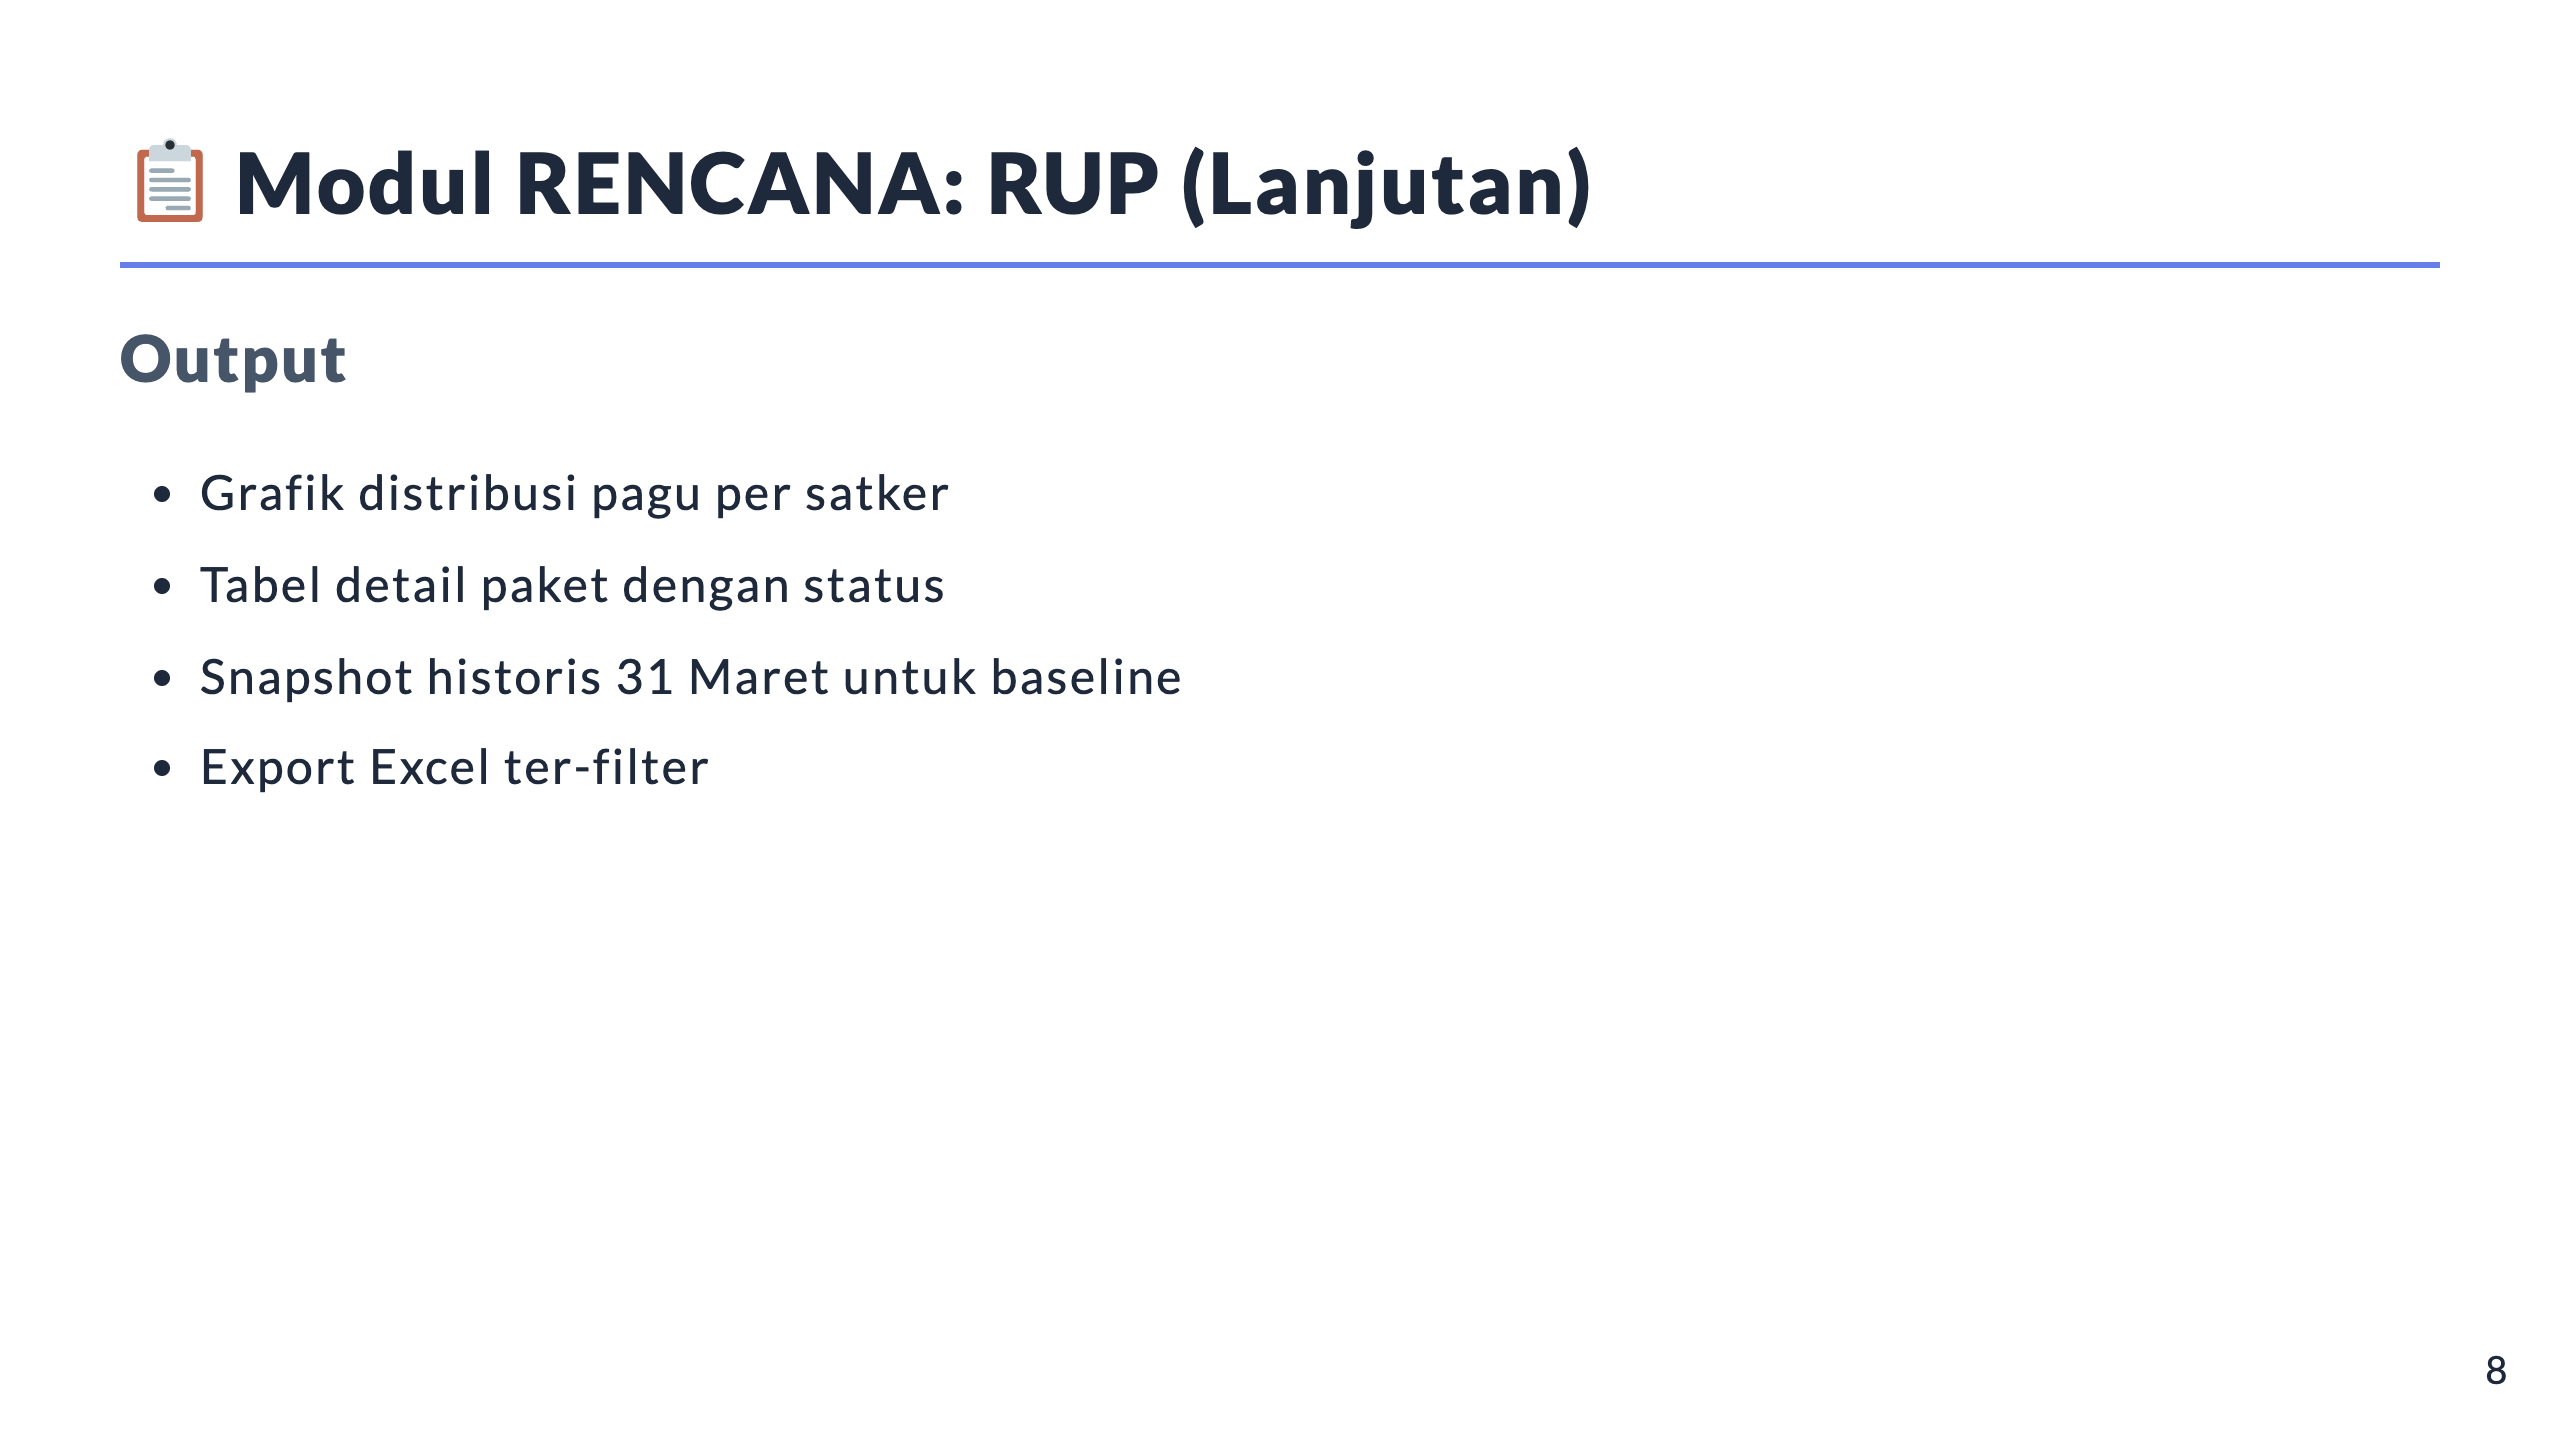 Modul RENCANA: RUP (Lanjutan)
Output
• Grafik distribusi pagu per satker
• Tabel detail paket dengan status
• Snapshot historis 31 Maret untuk baseline
• Export Excel ter-filter
8